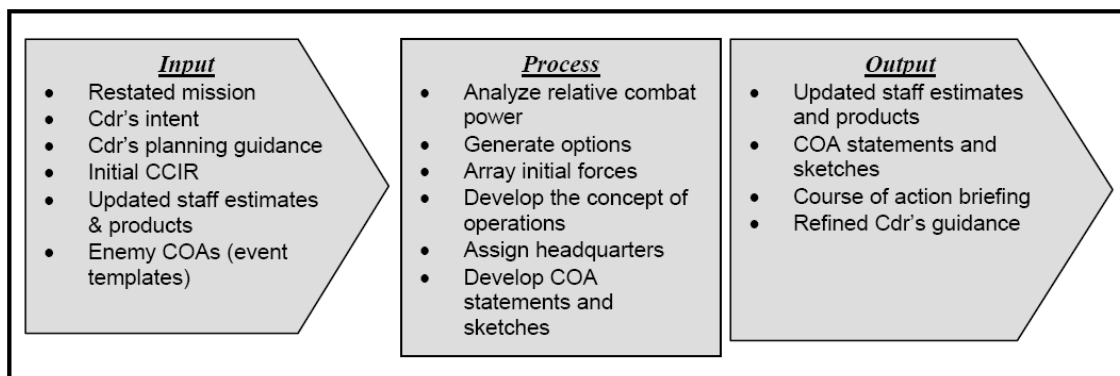 Input
• Restated mission
• Cdr's intent
• Cdr's planning guidance
• Initial CCIR
• Updated staff estimates
& products
• Enemy COAs (event
templates)
Process
• Analyze relative combat
power
• Generate options
• Array initial forces
• Develop the concept of
operations
• Assign headquarters
• Develop COA
statements and
sketches
Output
• Updated staff estimates
and products
• COA statements and
sketches
• Course of action briefing
• Refined Cdr's guidance